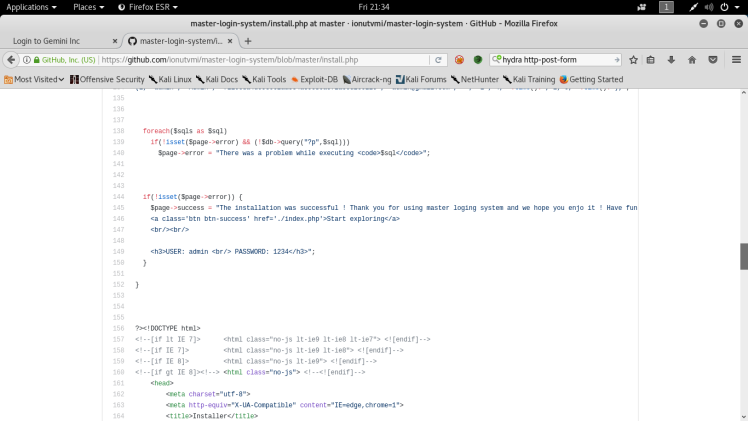 Applications Places Firefox ESR Fri 21:34 1
master-login-system/install.php at master · ionutvmi/master-login-system · GitHub - Mozilla Firefox
Login to Gemini Inc × master-login-system/i... × +
GitHub, Inc. (US) https://github.com/ionutvmi/master-login-system/blob/master/install.php hydra http-post-form
Most Visited Offensive Security Kali Linux Kali Docs Kali Tools Exploit-DB Aircrack-ng Kali Forums NetHunter Kali Training Getting Started
135
136
137
138 foreach($sqls as $sql)
139 if(!isset($page->error) && (!$db->query("?p",$sql)))
140 $page->error = "There was a problem while executing <code>$sql</code>";
141
142
143
144 if(!isset($page->error)) {
145 $page->success = "The installation was successful ! Thank you for using master loging system and we hope you enjo it ! Have fun
146 <a class='btn btn-success' href='./index.php'>Start exploring</a>
147 <br/><br/>
148
149 <h3>USER: admin <br/> PASSWORD: 1234</h3>";
150 }
151
152 }
153
154
155
156 ?><!DOCTYPE html>
157 <!--[if lt IE 7]> <html class="no-js lt-ie9 lt-ie8 lt-ie7"> <![endif]-->
158 <!--[if IE 7]> <html class="no-js lt-ie9 lt-ie8"> <![endif]-->
159 <!--[if IE 8]> <html class="no-js lt-ie9"> <![endif]-->
160 <!--[if gt IE 8]><!--> <html class="no-js"> <!--<![endif]-->
161 <head>
162 <meta charset="utf-8">
163 <meta http-equiv="X-UA-Compatible" content="IE=edge,chrome=1">
164 <title>Installer</title>